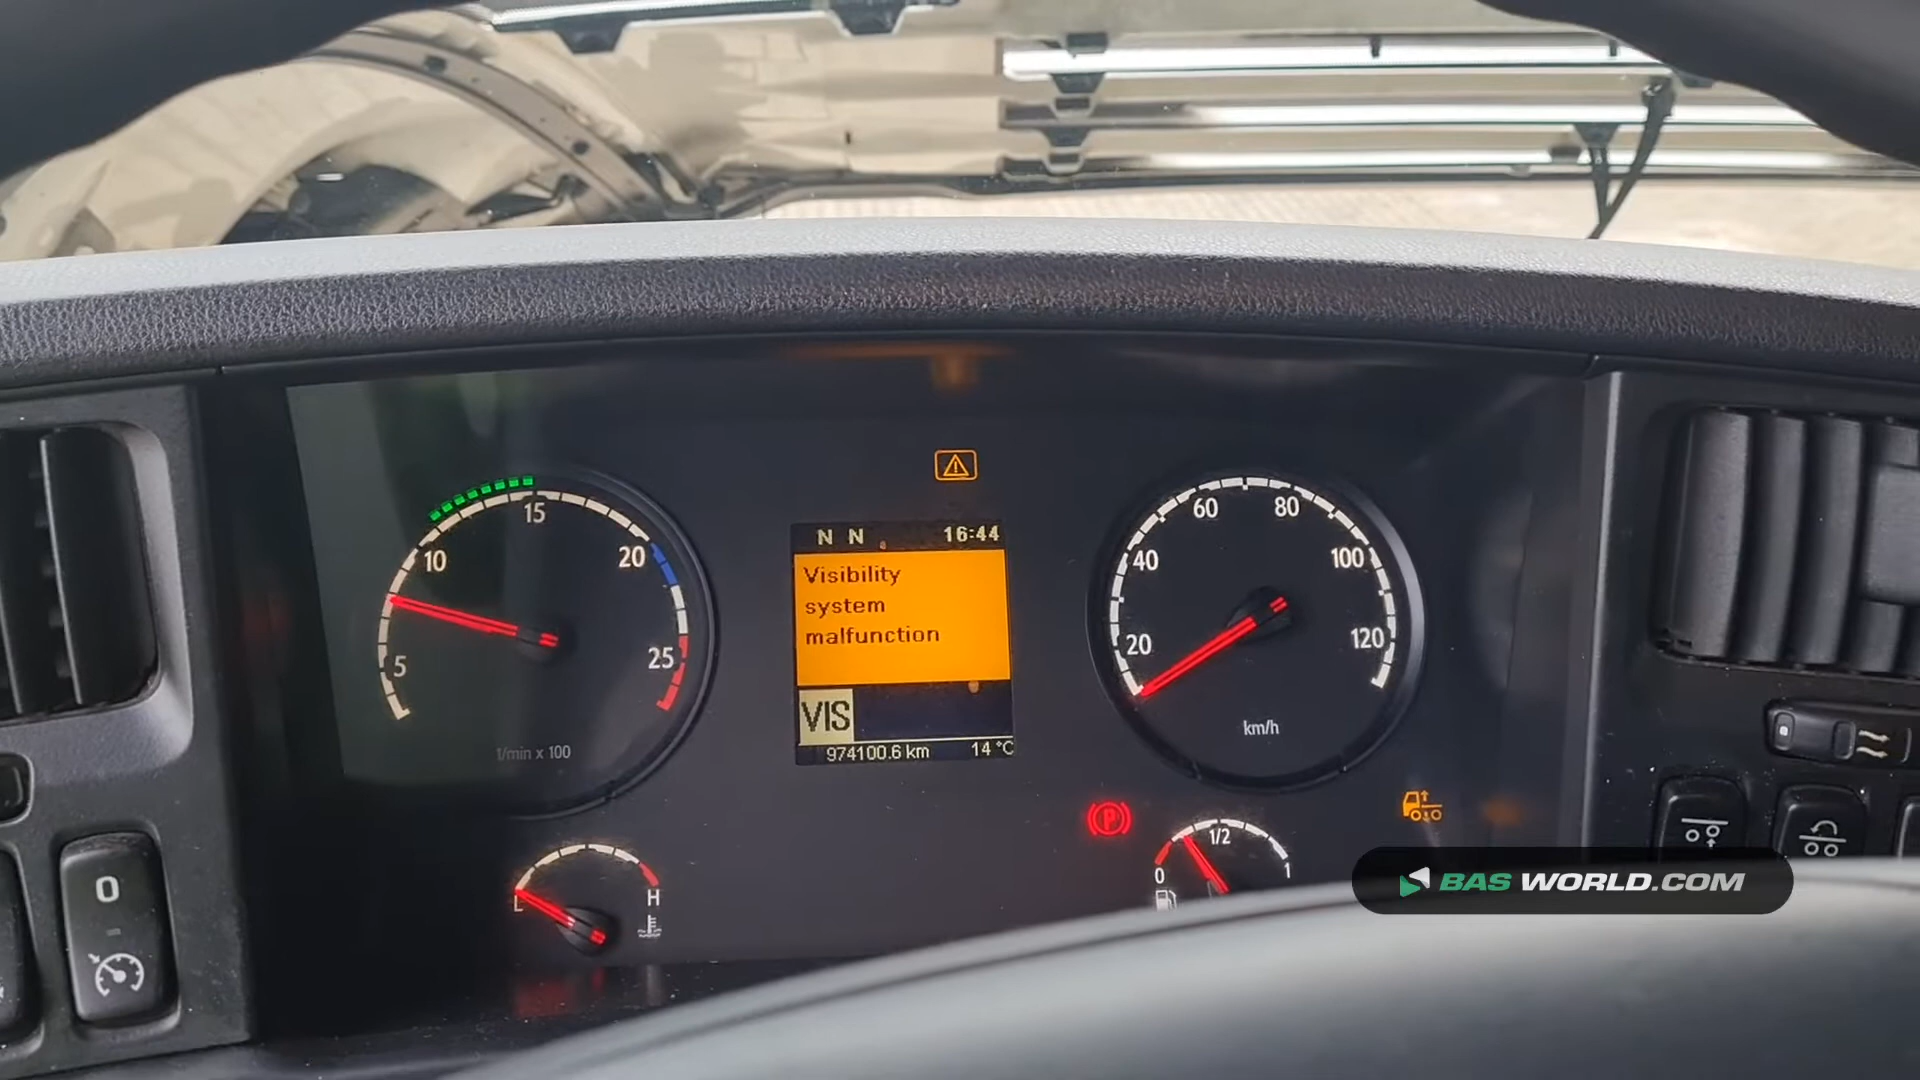 15
10
20
5
25
1/min x 100
N N 16:44
Visibility
system
malfunction
VIS
974100.6 km 14 °C
60
80
40
100
20
120
km/h
L
H
P
0
1/2
1
0
BAS WORLD.COM